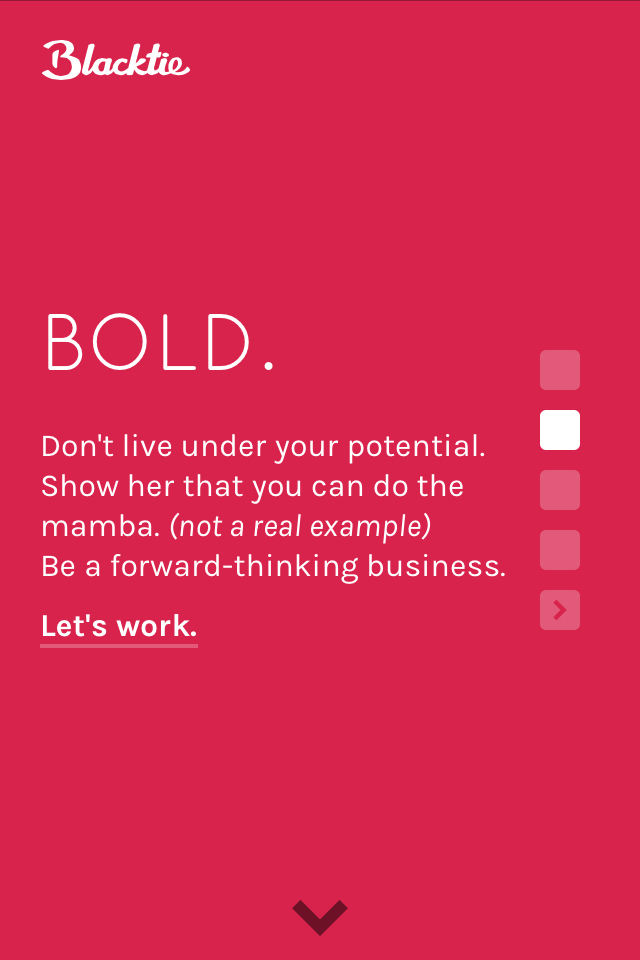 Blacktie
BOLD.
Don't live under your potential.
Show her that you can do the
mamba. (not a real example)
Be a forward-thinking business.
Let's work.